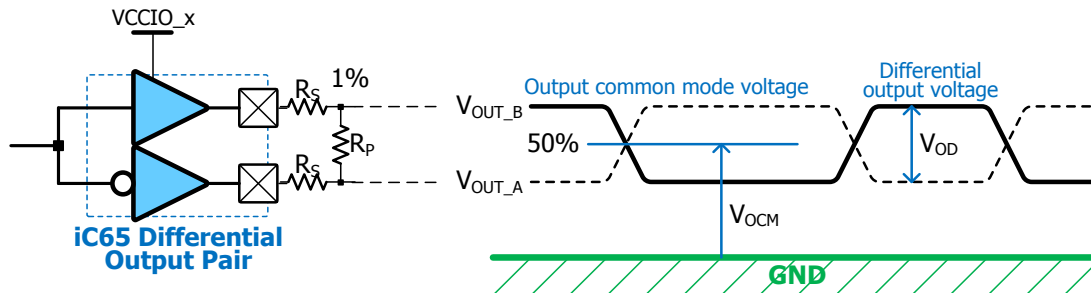 VCCIO_x
1%
RS
RP
RS
iC65 Differential
Output Pair
Output common mode voltage
Differential
output voltage
VOUT_B
50%
VOD
VOUT_A
VOCM
GND